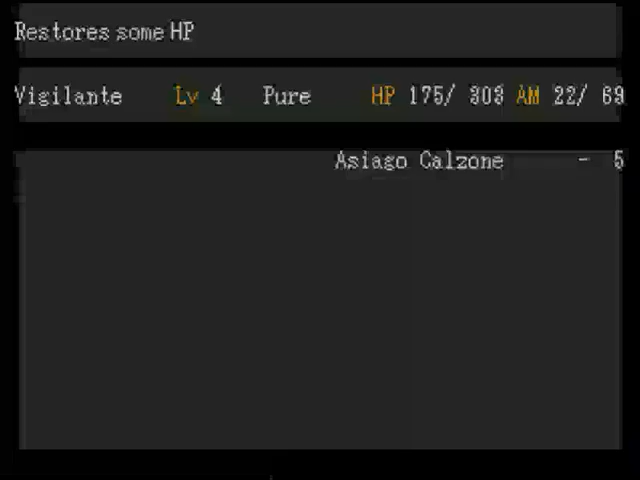 Restores some HP
Vigilante Lv 4 Pure HP 175/ 303 AM 22/ 69
Asiago Calzone - 5